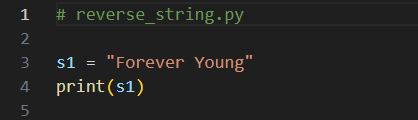 1 # reverse_string.py
2
3 s1 = "Forever Young"
4 print(s1)
5